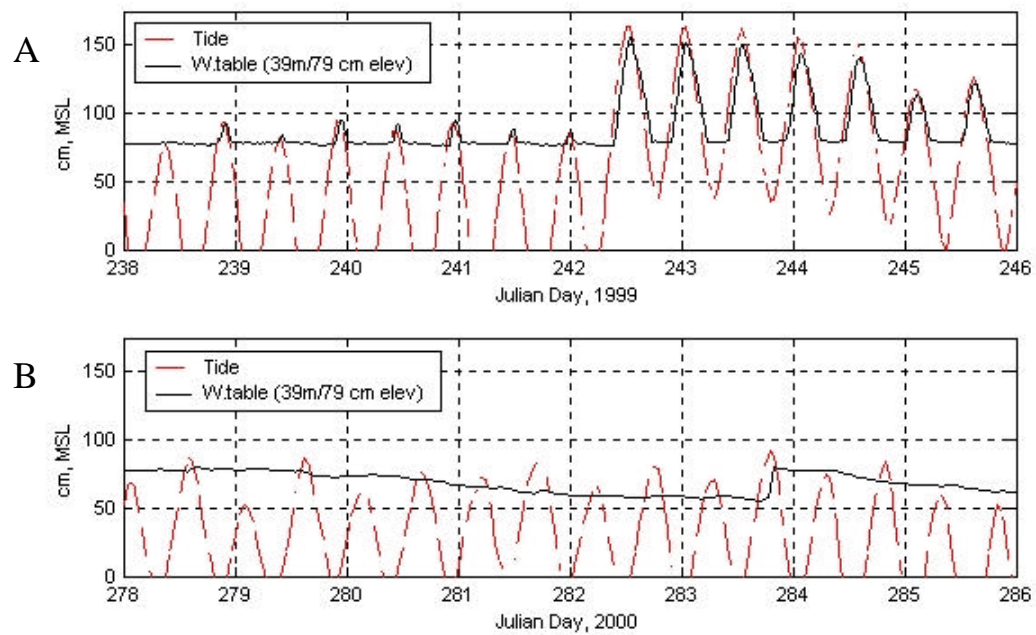 A
150
100
50
0
cm, MSL
Tide
W.table (39m/79 cm elev)
238 239 240 241 242 243 244 245 246
Julian Day, 1999
B
150
100
50
0
cm, MSL
Tide
W.table (39m/79 cm elev)
278 279 280 281 282 283 284 285 286
Julian Day, 2000